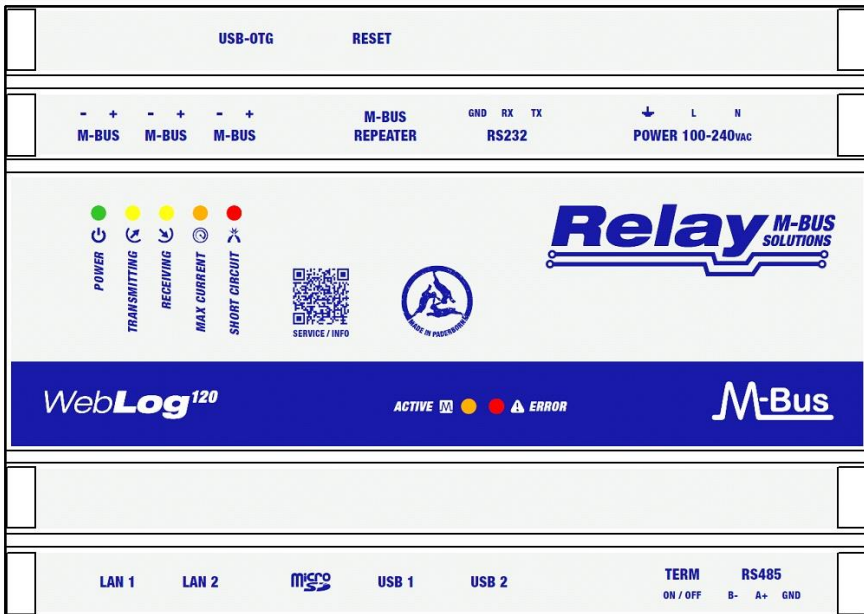 USB-OTG RESET
- + - + - + M-BUS GND RX TX L N
M-BUS M-BUS M-BUS REPEATER RS232 POWER 100-240VAC
POWER
TRANSMITTING
RECEIVING
MAX CURRENT
SHORT CIRCUIT
SERVICE / INFO
MADE IN PADERBORN
Relay M-BUS
SOLUTIONS
WebLog120
ACTIVE M ERROR
M-Bus
LAN 1 LAN 2 micro SD USB 1 USB 2 TERM RS485
ON / OFF B- A+ GND